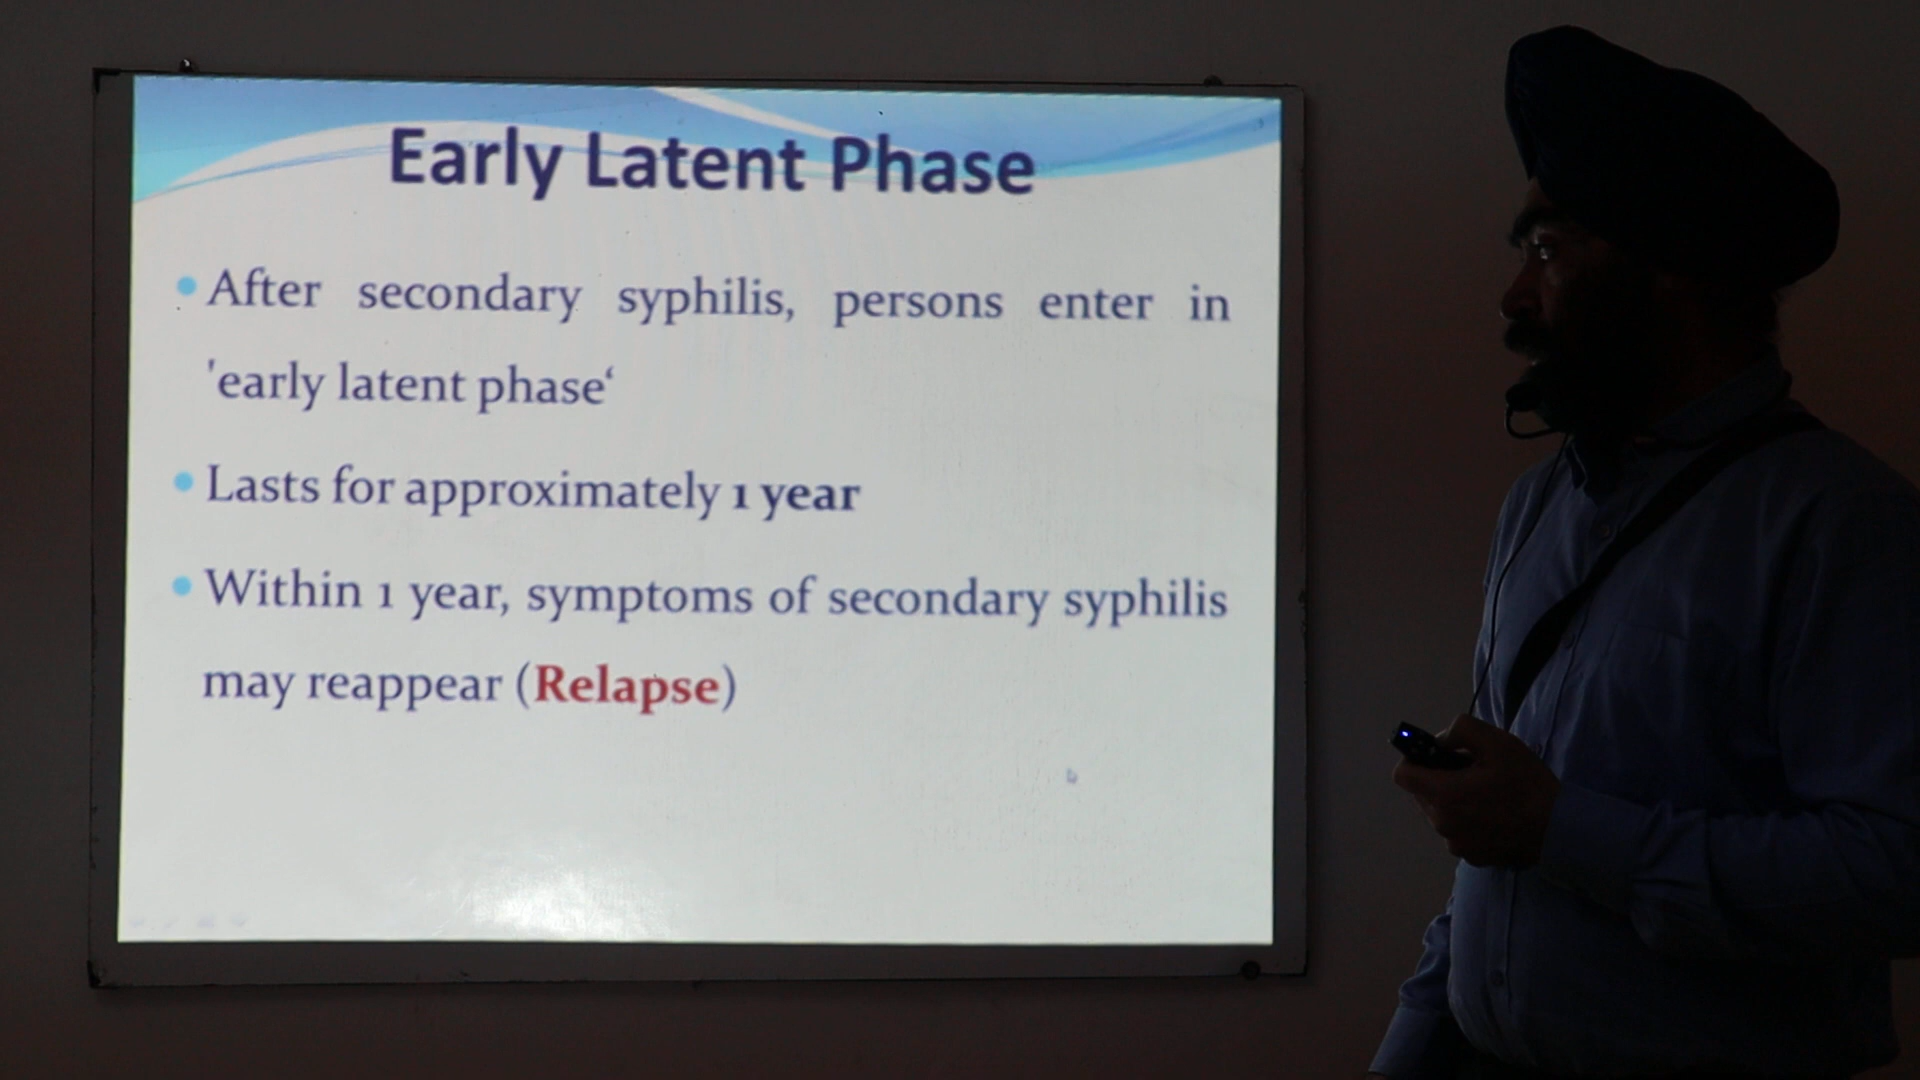 Early Latent Phase
• After secondary syphilis, persons enter in
'early latent phase‘
• Lasts for approximately 1 year
• Within 1 year, symptoms of secondary syphilis
may reappear (Relapse)